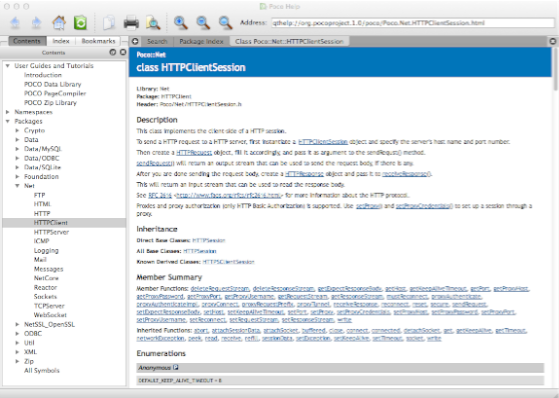 Poco Help
Address: qthelp://org.pocoproject.1.0/poco/Poco.Net.HTTPClientSession.html
Contents Index Bookmarks
Search Package Index Class Poco::Net::HTTPClientSession
Contents
User Guides and Tutorials
Introduction
POCO Data Library
POCO PageCompiler
POCO Zip Library
Namespaces
Packages
Crypto
Data
Data/MySQL
Data/ODBC
Data/SQLite
Foundation
Net
FTP
HTML
HTTP
HTTPClient
HTTPServer
ICMP
Logging
Mail
Messages
NetCore
Reactor
Sockets
TCPServer
WebSocket
NetSSL_OpenSSL
ODBC
Util
XML
Zip
All Symbols
Poco::Net
class HTTPClientSession
Library: Net
Package: HTTPClient
Header: Poco/Net/HTTPClientSession.h
Description
This class implements the client side of a HTTP session.
To send a HTTP request to a HTTP server, first instantiate a HTTPClientSession object and specify the server's host name and port number.
Then create a HTTPRequest object, fill it accordingly, and pass it as argument to the sendRequst() method.
sendRequest() will return an output stream that can be used to send the request body, if there is any.
After you are done sending the request body, create a HTTPResponse object and pass it to receiveResponse().
This will return an input stream that can be used to read the response body.
See RFC 2616 <http://www.faqs.org/rfcs/rfc2616.html> for more information about the HTTP protocol.
Proxies and proxy authorization (only HTTP Basic Authorization) is supported. Use setProxy() and setProxyCredentials() to set up a session through a
proxy.
Inheritance
Direct Base Classes: HTTPSession
All Base Classes: HTTPSession
Known Derived Classes: HTTPSClientSession
Member Summary
Member Functions: deleteRequestStream, deleteResponseStream, getExpectResponseBody, getHost, getKeepAliveTimeout, getPort, getProxyHost,
getProxyPassword, getProxyPort, getProxyUsername, getRequestStream, getResponseStream, mustReconnect, proxyAuthenticate,
proxyAuthenticateImpl, proxyConnect, proxyRequestPrefix, proxyTunnel, receiveResponse, reconnect, reset, secure, sendRequest,
setExpectResponseBody, setHost, setKeepAliveTimeout, setPort, setProxy, setProxyCredentials, setProxyHost, setProxyPassword, setProxyPort,
setProxyUsername, setReconnect, setRequestStream, setResponseStream, write
Inherited Functions: abort, attachSessionData, attachSocket, buffered, close, connect, connected, detachSocket, get, getKeepAlive, getTimeout,
networkException, peek, read, receive, refill, sessionData, setException, setKeepAlive, setTimeout, socket, write
Enumerations
Anonymous
DEFAULT_KEEP_ALIVE_TIMEOUT = 8